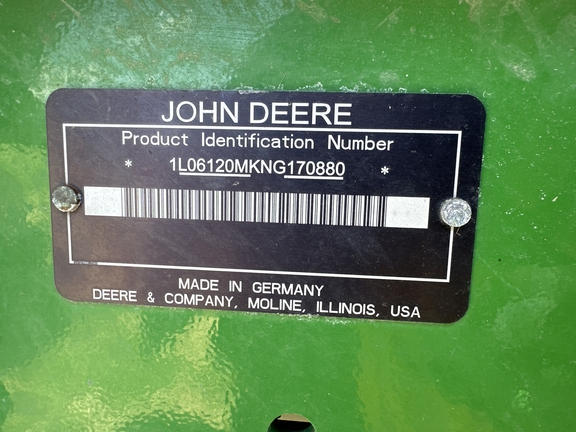 JOHN DEERE
Product Identification Number
* 1L06120MKNG170880 *
MADE IN GERMANY
DEERE & COMPANY, MOLINE, ILLINOIS, USA